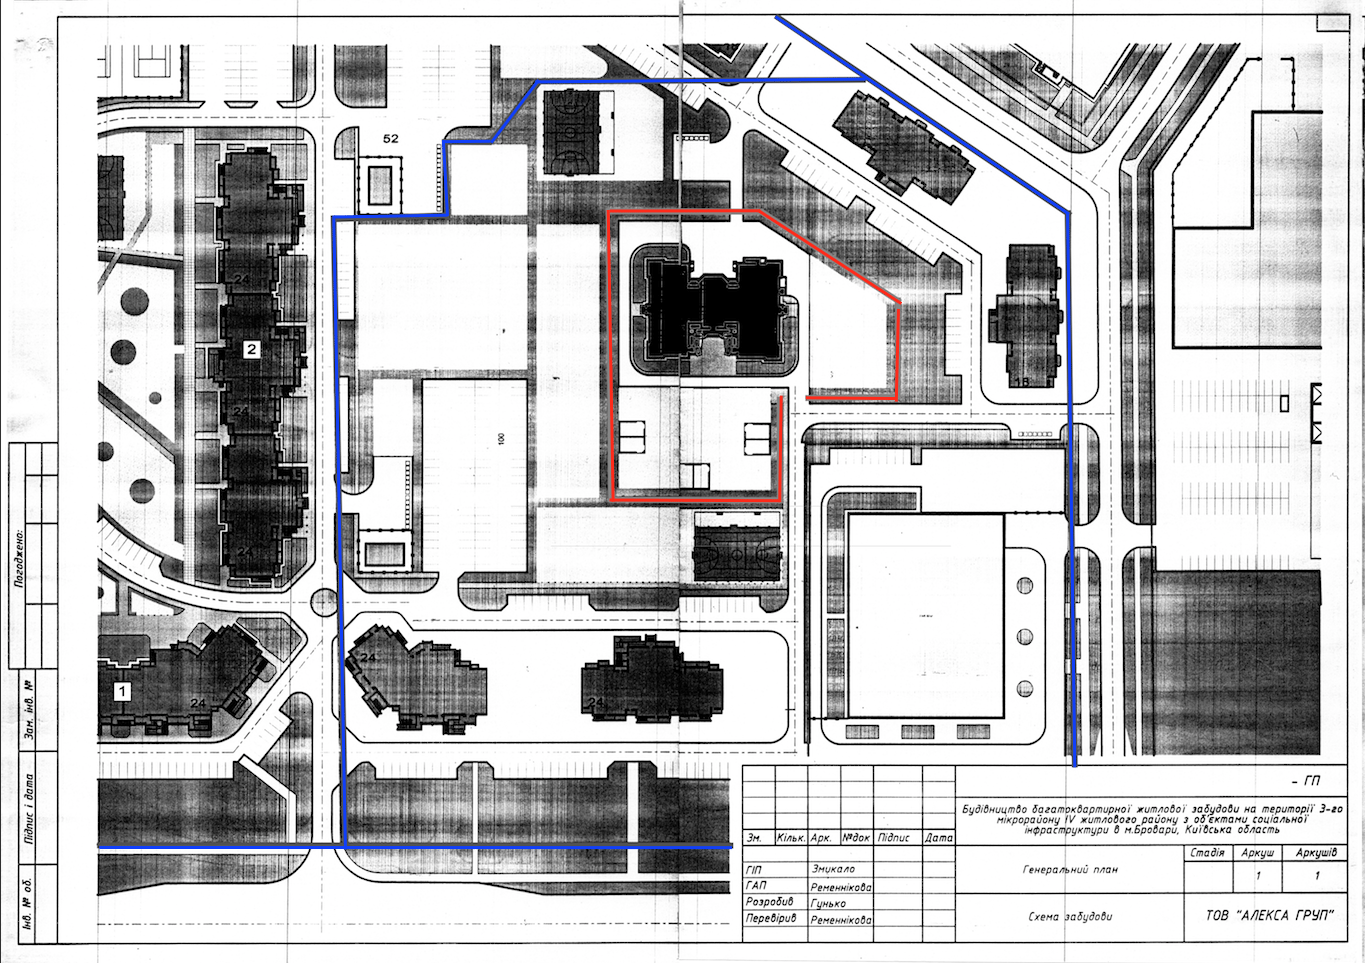 52
24
2
24
24
100
18
24
24
1
24
Погоджено:
Зам. інв. №
Підпис і дата
Інв. № об.
- ГП
Будівництво багатоквартирної житлової забудови на території 3-го
мікрорайону IV житлового району з об'єктами соціальної
інфраструктури в м.Бровари, Київська область
Зм. Кільк. Арк. №док Підпис Дата
Генеральний план
Стадія Аркуш Аркушів
1 1
ГІП Змукало
ГАП Ременнікова
Розробив Гунько
Перевірив Ременнікова
Схема забудови
ТОВ "АЛЕКСА ГРУП"